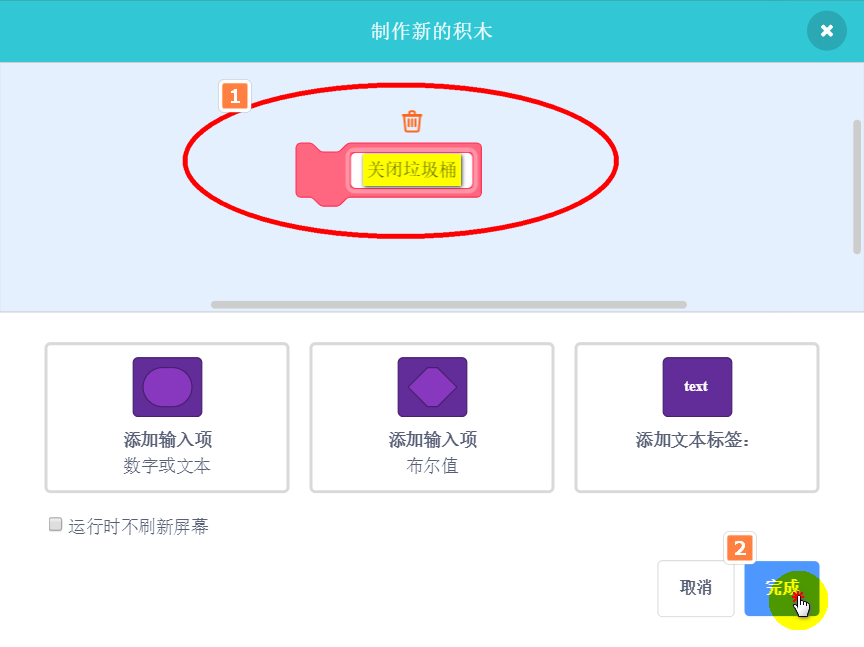 制作新的积木
1
关闭垃圾桶
text
添加输入项
数字或文本
添加输入项
布尔值
添加文本标签:
运行时不刷新屏幕
2
取消
完成